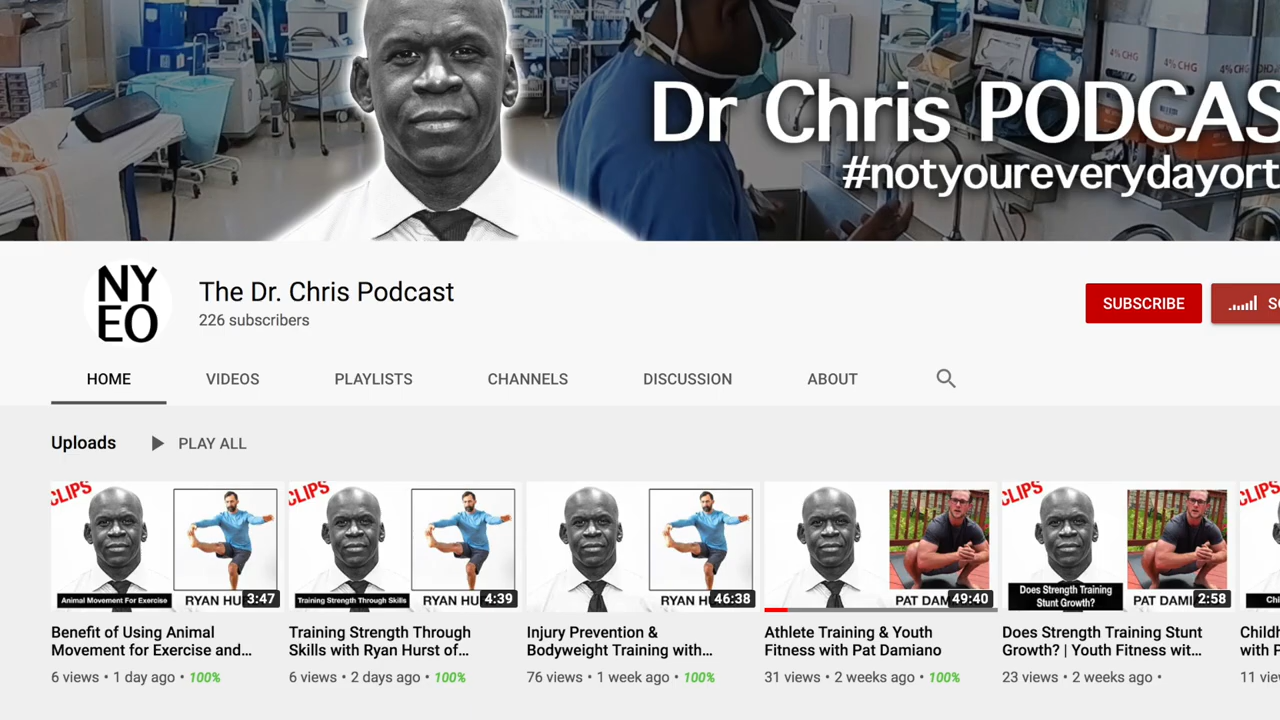 4% CHG
4% CHG
4% CHG
Dr Chris PODCAS
#notyoureverydayort
NY
EO
The Dr. Chris Podcast
226 subscribers
SUBSCRIBE
HOME
VIDEOS
PLAYLISTS
CHANNELS
DISCUSSION
ABOUT
Uploads
PLAY ALL
CLIPS
Animal Movement For Exercise
RYAN HU
3:47
Benefit of Using Animal
Movement for Exercise and...
6 views • 1 day ago • 100%
CLIPS
Training Strength Through Skills
RYAN HU
4:39
Training Strength Through
Skills with Ryan Hurst of...
6 views • 2 days ago • 100%
RYAN HU
46:38
Injury Prevention &
Bodyweight Training with...
76 views • 1 week ago • 100%
PAT DAM
49:40
Athlete Training & Youth
Fitness with Pat Damiano
31 views • 2 weeks ago • 100%
CLIPS
Does Strength Training
Stunt Growth?
PAT DAMI
2:58
Does Strength Training Stunt
Growth? | Youth Fitness wit...
23 views • 2 weeks ago •
CLIPS
Chi
Childh
with P
11 vie